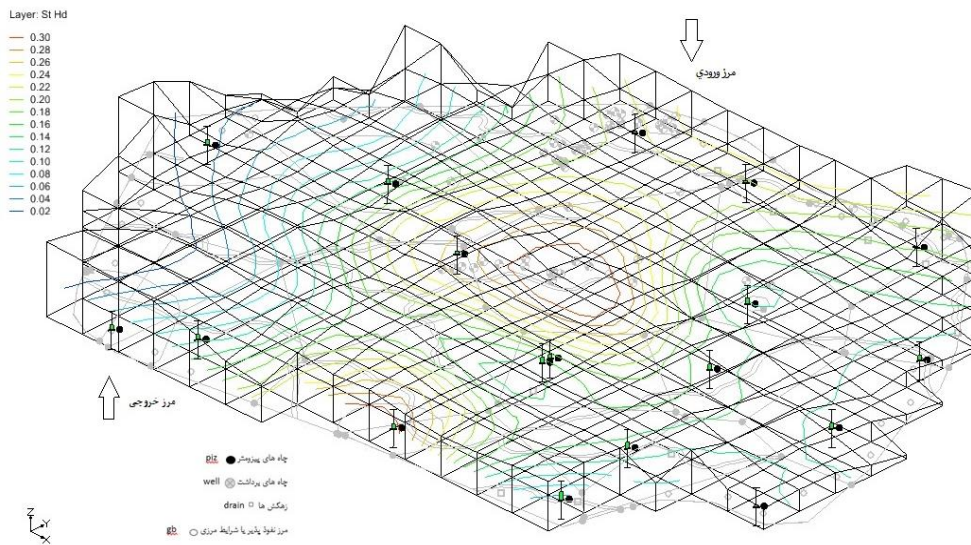 Layer: St Hd
0.30
0.28
0.26
0.24
0.22
0.20
0.18
0.16
0.14
0.12
0.10
0.08
0.06
0.04
0.02
مرز ورودي
مرز خروجی
چاه های پیزومتر piz
چاه های برداشت well
زهکش ها drain
مرز نفوذ پذیر یا شرایط مرزی gb
Z
Y
X